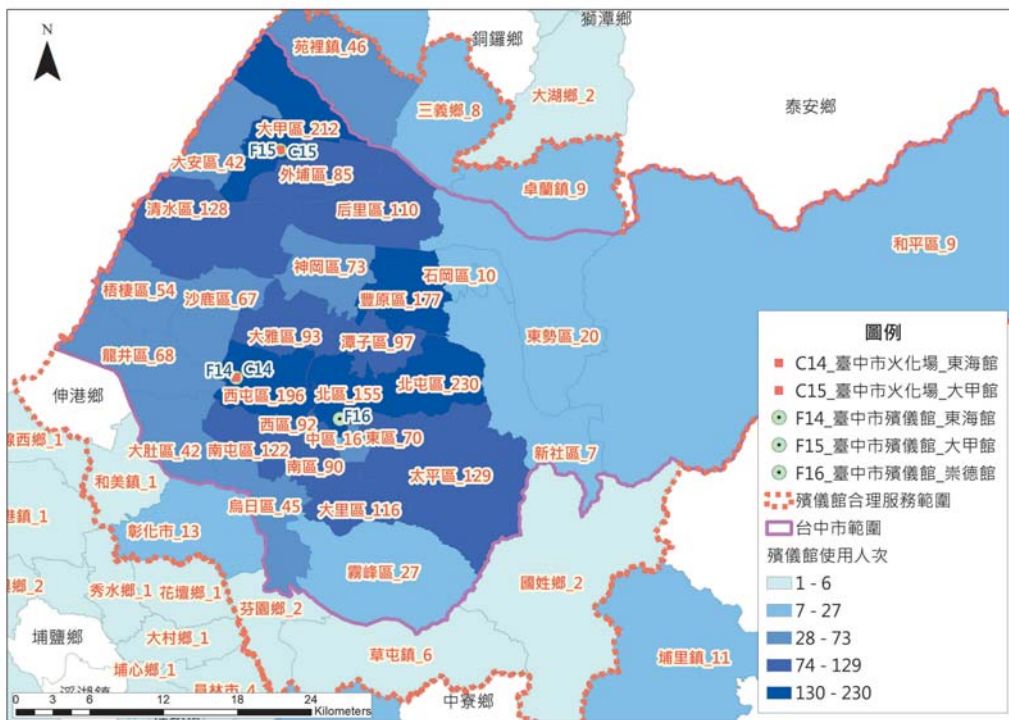 N
獅潭鄉
銅鑼鄉
苑裡鎮_46
三義鄉_8
大湖鄉_2
泰安鄉
大甲區_212
F15 C15
大安區_42
外埔區_85
卓蘭鎮_9
清水區_128
后里區_110
和平區_9
神岡區_73
石岡區_10
梧棲區_54
沙鹿區_67
豐原區_177
東勢區_20
大雅區_93
潭子區_97
龍井區_68
F14 C14
伸港鄉
西屯區_196
北區_155
北屯區_230
F16
西區_92
中區_16
東區_70
線西鄉_1
大肚區_42
南屯區_122
新社區_7
和美鎮_1
南區_90
太平區_129
港鎮_1
烏日區_45
大里區_116
彰化市_13
霧峰區_27
國姓鄉_2
鄉_2
秀水鄉_1
花壇鄉_1
芬園鄉_2
埔鹽鄉
大村鄉_1
草屯鎮_6
埔里鎮_11
埔心鄉_1
員林市_4
中寮鄉
溪湖鎮
0 3 6 12 18 24
Kilometers
圖例
C14_臺中市火化場_東海館
C15_臺中市火化場_大甲館
F14_臺中市殯儀館_東海館
F15_臺中市殯儀館_大甲館
F16_臺中市殯儀館_崇德館
殯儀館合理服務範圍
台中市範圍
殯儀館使用人次
1 - 6
7 - 27
28 - 73
74 - 129
130 - 230